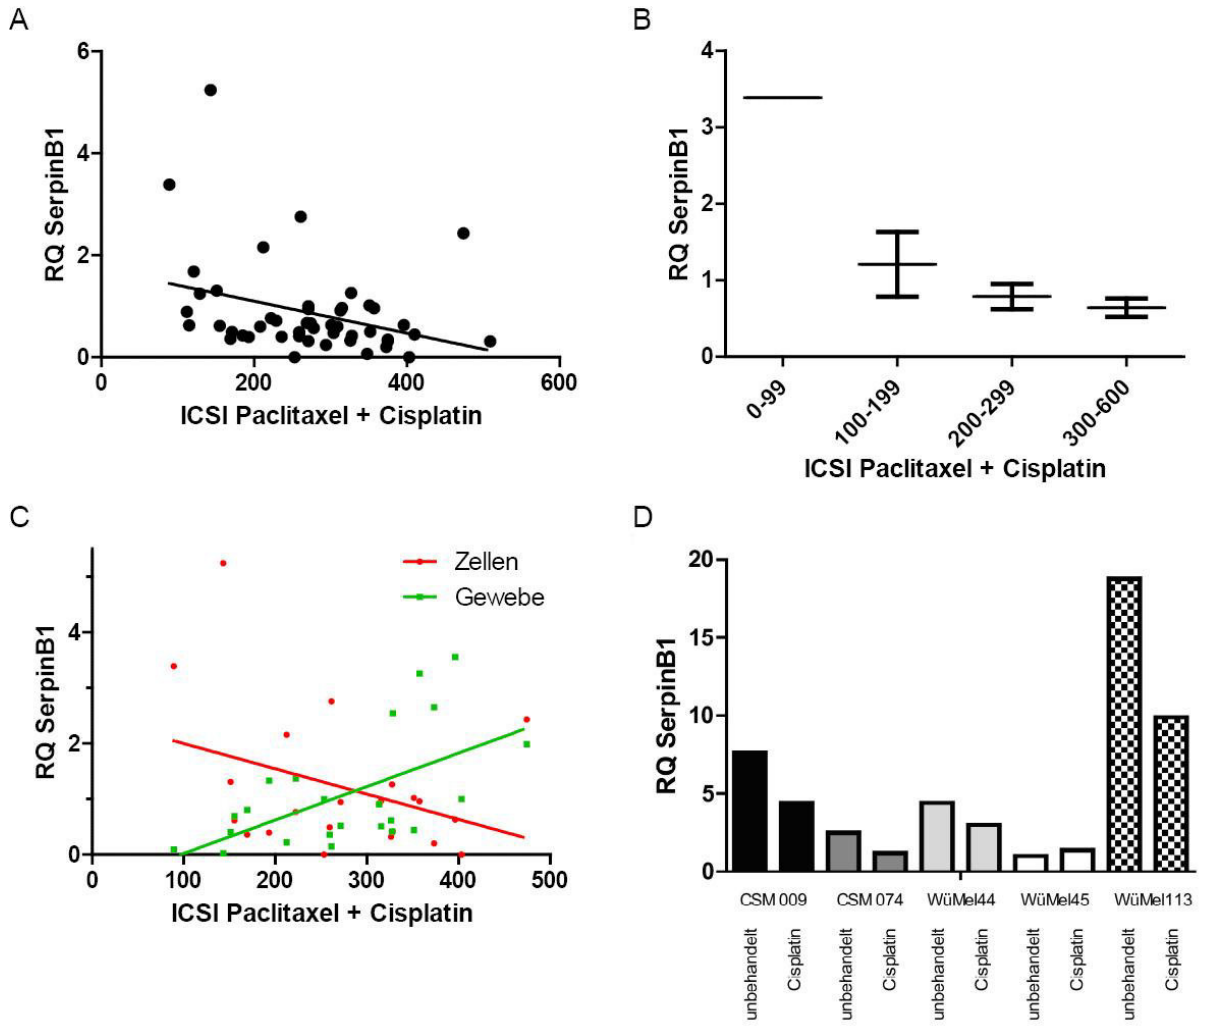 A
6
4
2
0
RQ SerpinB1
0 200 400 600
ICSI Paclitaxel + Cisplatin
B
4
3
2
1
0
RQ SerpinB1
0-99 100-199 200-299 300-600
ICSI Paclitaxel + Cisplatin
C
Zellen
Gewebe
4
2
0
RQ SerpinB1
0 100 200 300 400 500
ICSI Paclitaxel + Cisplatin
D
20
15
10
5
0
RQ SerpinB1
CSM 009 CSM 074 WüMel44 WüMel45 WüMel113
unbehandelt Cisplatin unbehandelt Cisplatin unbehandelt Cisplatin unbehandelt Cisplatin unbehandelt Cisplatin